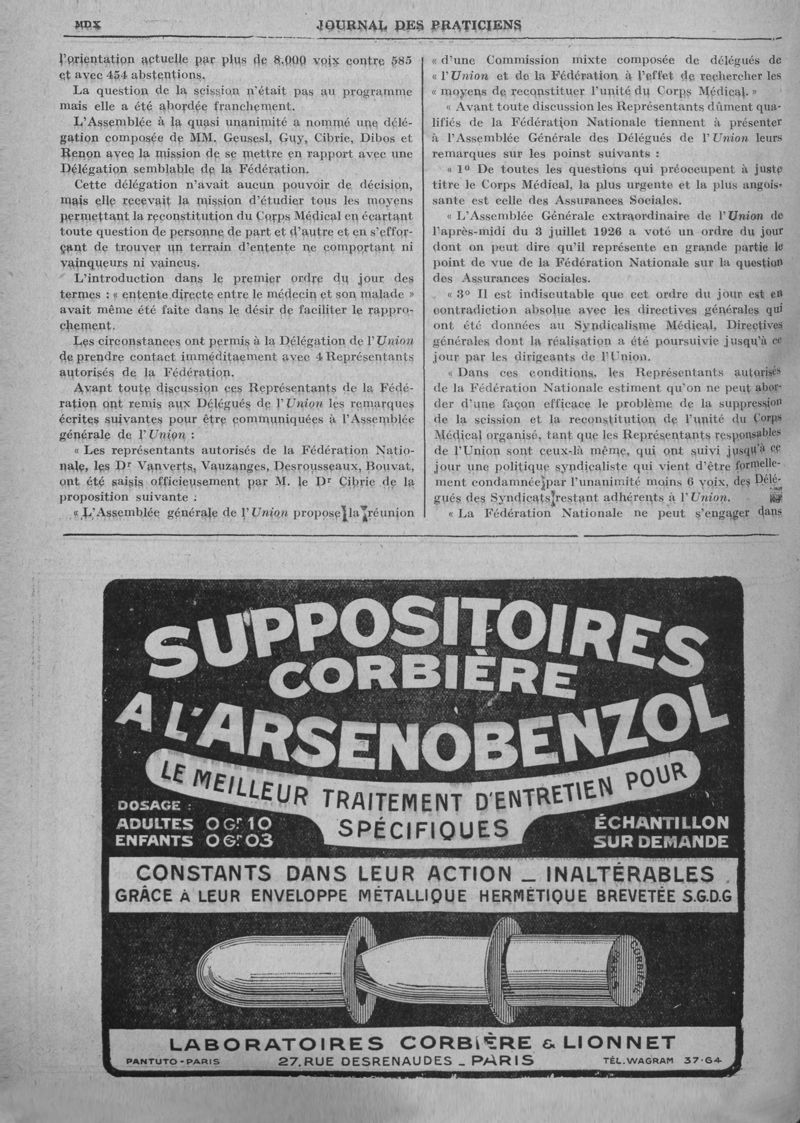 MDX
JOURNAL DES PRATICIENS
l'orientation actuelle par plus de 8,000 voix contre 585
et avec 454 abstentions.
La question de la scission n'était pas au programme
mais elle a été abordée franchement.
L'Assemblée à la quasi unanimité a nommé une délé-
gation composée de MM. Geusesl, Guy, Cibrie, Dibos et
Renon avec la mission de se mettre en rapport avec une
Délégation semblable de la Fédération.
Cette délégation n'avait aucun pouvoir de décision,
mais elle recevait la mission d'étudier tous les moyens
permettant la reconstitution du Corps Médical en écartant
toute question de personne de part et d'autre et en s'effor-
çant de trouver un terrain d'entente ne comportant ni
vainqueurs ni vaincus.
L'introduction dans le premier ordre du jour des
termes : « entente directe entre le médecin et son malade »
avait même été faite dans le désir de faciliter le rappro-
chement.
Les circonstances ont permis à la Délégation de l'Union
de prendre contact imméditaement avec 4 Représentants
autorisés de la Fédération.
Avant toute discussion ces Représentants de la Fédé-
ration ont remis aux Délégués de l'Union les remarques
écrites suivantes pour être communiquées à l'Assemblée
générale de l'Union :
« Les représentants autorisés de la Fédération Natio-
nale, les Dr Vanverts, Vauzanges, Desrousseaux, Bouvat,
ont été saisis officieusement par M. le Dr Cibrie de la
proposition suivante :
« L'Assemblée générale de l'Union propose la réunion
« d'une Commission mixte composée de délégués de
« l'Union et de la Fédération à l'effet de rechercher les
« moyens de reconstituer l'unité du Corps Médical. »
« Avant toute discussion les Représentants dûment qua-
lifiés de la Fédération Nationale tiennent à présenter
à l'Assemblée Générale des Délégués de l'Union leurs
remarques sur les poinst suivants :
« 1o De toutes les questions qui préoccupent à juste
titre le Corps Médical, la plus urgente et la plus angois-
sante est celle des Assurances Sociales.
« L'Assemblée Générale extraordinaire de l'Union de
l'après-midi du 3 juillet 1926 a voté un ordre du jour
dont on peut dire qu'il représente en grande partie le
point de vue de la Fédération Nationale sur la question
des Assurances Sociales.
« 3o Il est indiscutable que cet ordre du jour est en
contradiction absolue avec les directives générales qui
ont été données au Syndicalisme Médical, Directives
générales dont la réalisation a été poursuivie jusqu'à ce
jour par les dirigeants de l'Union.
« Dans ces conditions, les Représentants autorisés
de la Fédération Nationale estiment qu'on ne peut abor-
der d'une façon efficace le problème de la suppression
de la scission et la reconstitution de l'unité du Corps
Médical organisé, tant que les Représentants responsables
de l'Union sont ceux-là même, qui ont suivi jusqu'à ce
jour une politique syndicaliste qui vient d'être formelle-
ment condamnée par l'unanimité moins 6 voix, des Délé-
gués des Syndicats restant adhérents à l'Union.
« La Fédération Nationale ne peut s'engager dans
SUPPOSITOIRES
CORBIÈRE
A L'ARSENOBENZOL
LE MEILLEUR TRAITEMENT D'ENTRETIEN POUR
SPÉCIFIQUES
DOSAGE :
ADULTES 0 Gr 10
ENFANTS 0 Gr 03
ÉCHANTILLON
SUR DEMANDE
CONSTANTS DANS LEUR ACTION _ INALTÉRABLES
GRÂCE A LEUR ENVELOPPE MÉTALLIQUE HERMÉTIQUE BREVETÉE S.G.D.G
CORBIÈRE
PARIS
LABORATOIRES CORBIÈRE & LIONNET
PANTUTO - PARIS
27, RUE DESRENAUDES _ PARIS
TÉL. WAGRAM 37-64